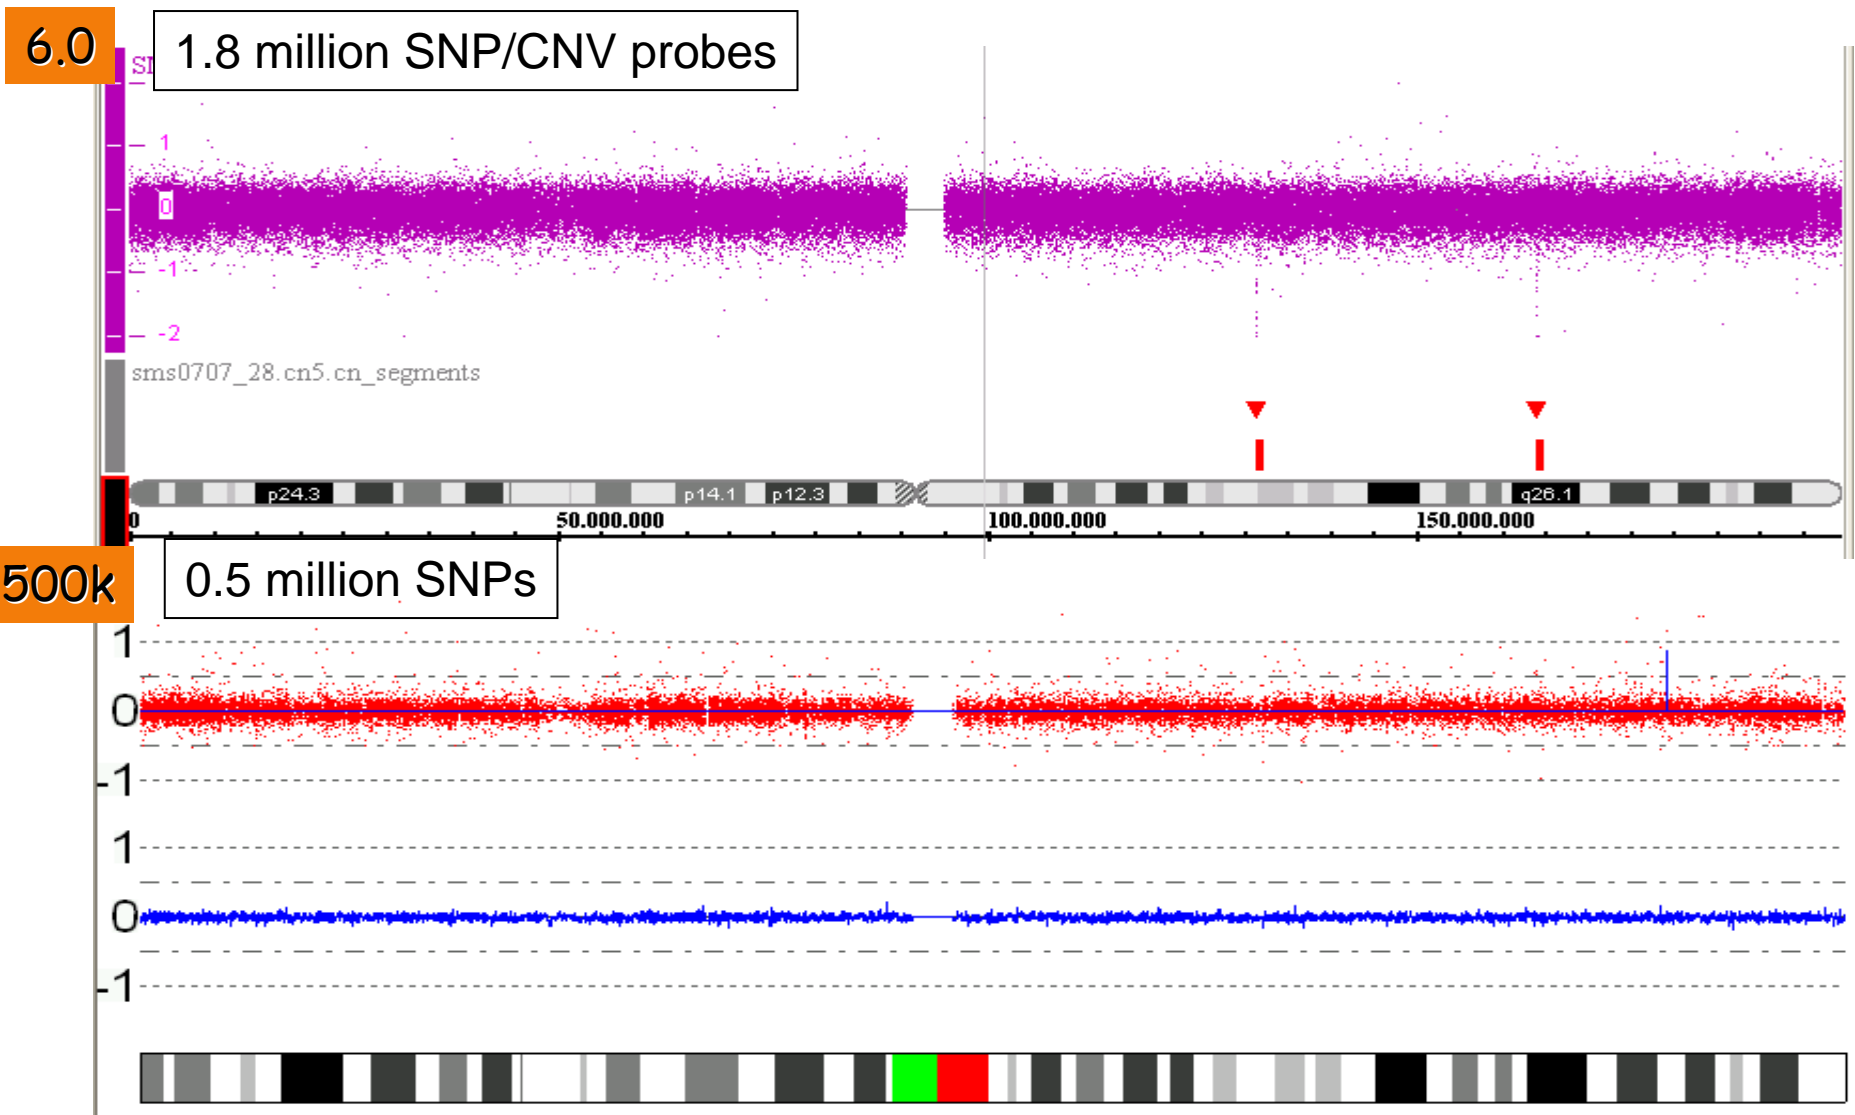 6.0
1.8 million SNP/CNV probes
1
0
-1
-2
sms0707_28.cn5.cn_segments
p24.3 p14.1 p12.3 q26.1
0 50.000.000 100.000.000 150.000.000
500k
0.5 million SNPs
1
0
-1
1
0
-1